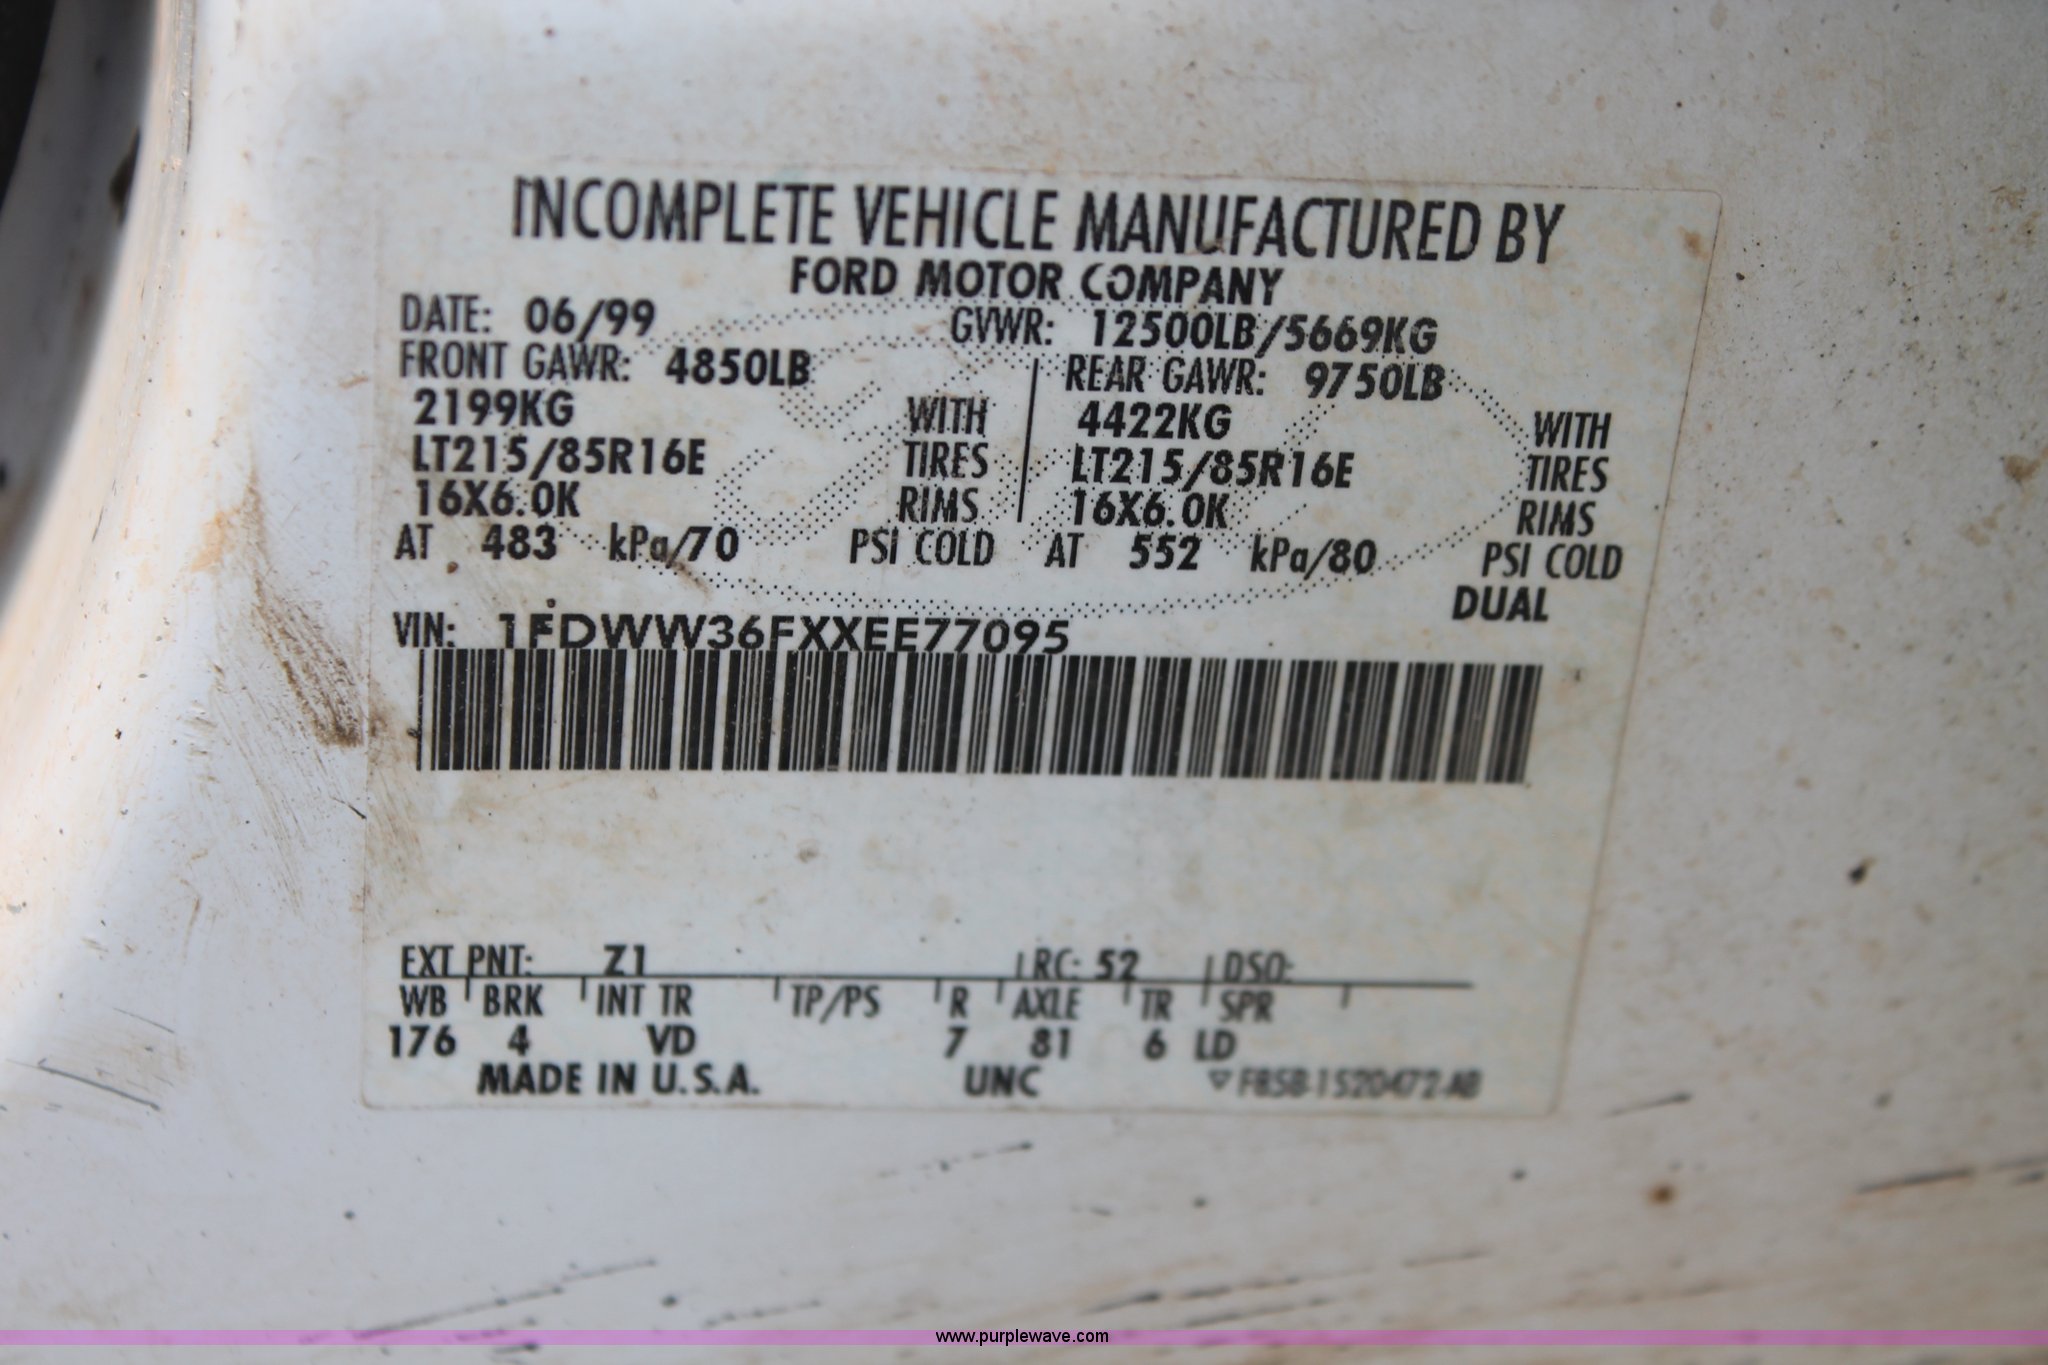 INCOMPLETE VEHICLE MANUFACTURED BY
FORD MOTOR COMPANY
DATE: 06/99 GVWR: 12500LB/5669KG
FRONT GAWR: 4850LB REAR GAWR: 9750LB
2199KG WITH 4422KG WITH
LT215/85R16E TIRES LT215/85R16E TIRES
16X6.0K RIMS 16X6.0K RIMS
AT 483 kPa/70 PSI COLD AT 552 kPa/80 PSI COLD
DUAL
VIN: 1FDWW36FXXEE77095
EXT PNT: Z1 RC: 52 DSO:
WB BRK INT TR TP/PS R AXLE TR SPR
176 4 VD 7 81 6 LD
MADE IN U.S.A. UNC
www.purplewave.com